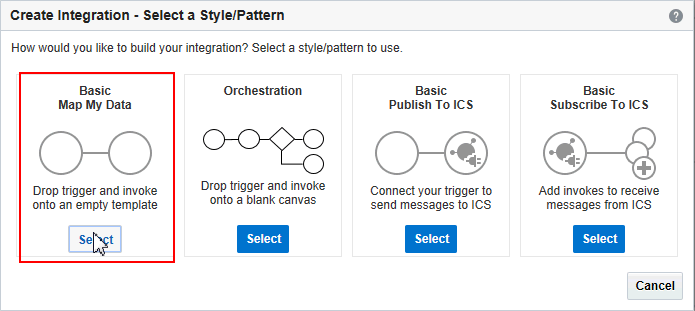 Create Integration - Select a Style/Pattern
?
How would you like to build your integration? Select a style/pattern to use.
Basic
Map My Data
Drop trigger and invoke
onto an empty template
Select
Orchestration
Drop trigger and invoke
onto a blank canvas
Select
Basic
Publish To ICS
Connect your trigger to
send messages to ICS
Select
Basic
Subscribe To ICS
Add invokes to receive
messages from ICS
Select
Cancel